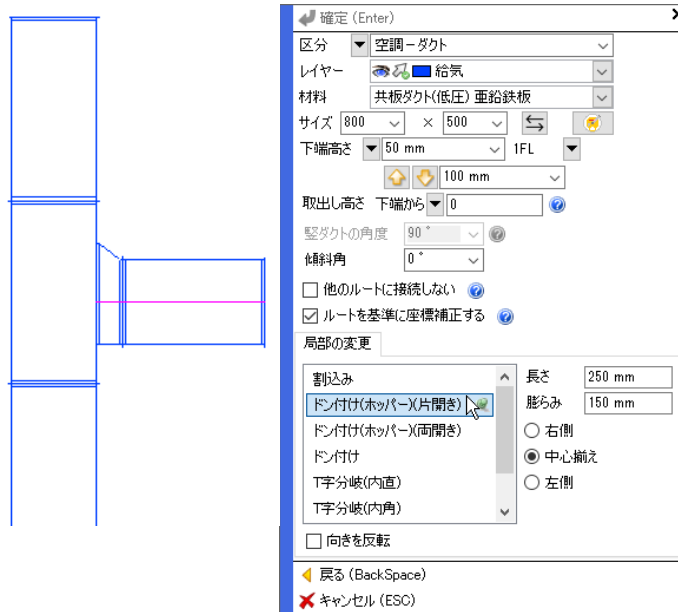 確定 (Enter)
区分 空調－ダクト
レイヤー 給気
材料 共板ダクト(低圧) 亜鉛鉄板
サイズ 800 × 500
下端高さ 50 mm 1FL
100 mm
取出し高さ 下端から 0
竪ダクトの角度 90 °
傾斜角 0 °
他のルートに接続しない
ルートを基準に座標補正する
局部の変更
割込み
ドン付け(ホッパー)(片開き)
ドン付け(ホッパー)(両開き)
ドン付け
T字分岐(内直)
T字分岐(内角)
長さ 250 mm
膨らみ 150 mm
右側
中心揃え
左側
向きを反転
戻る (BackSpace)
キャンセル (ESC)